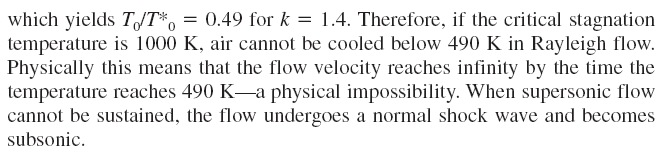 which yields T₀/T*₀ = 0.49 for k = 1.4. Therefore, if the critical stagnation
temperature is 1000 K, air cannot be cooled below 490 K in Rayleigh flow.
Physically this means that the flow velocity reaches infinity by the time the
temperature reaches 490 K—a physical impossibility. When supersonic flow
cannot be sustained, the flow undergoes a normal shock wave and becomes
subsonic.